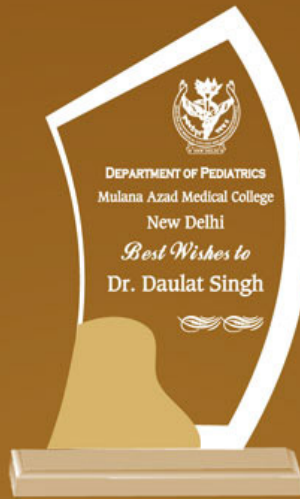 DEPARTMENT OF PEDIATRICS
Mulana Azad Medical College
New Delhi
Best Wishes to
Dr. Daulat Singh